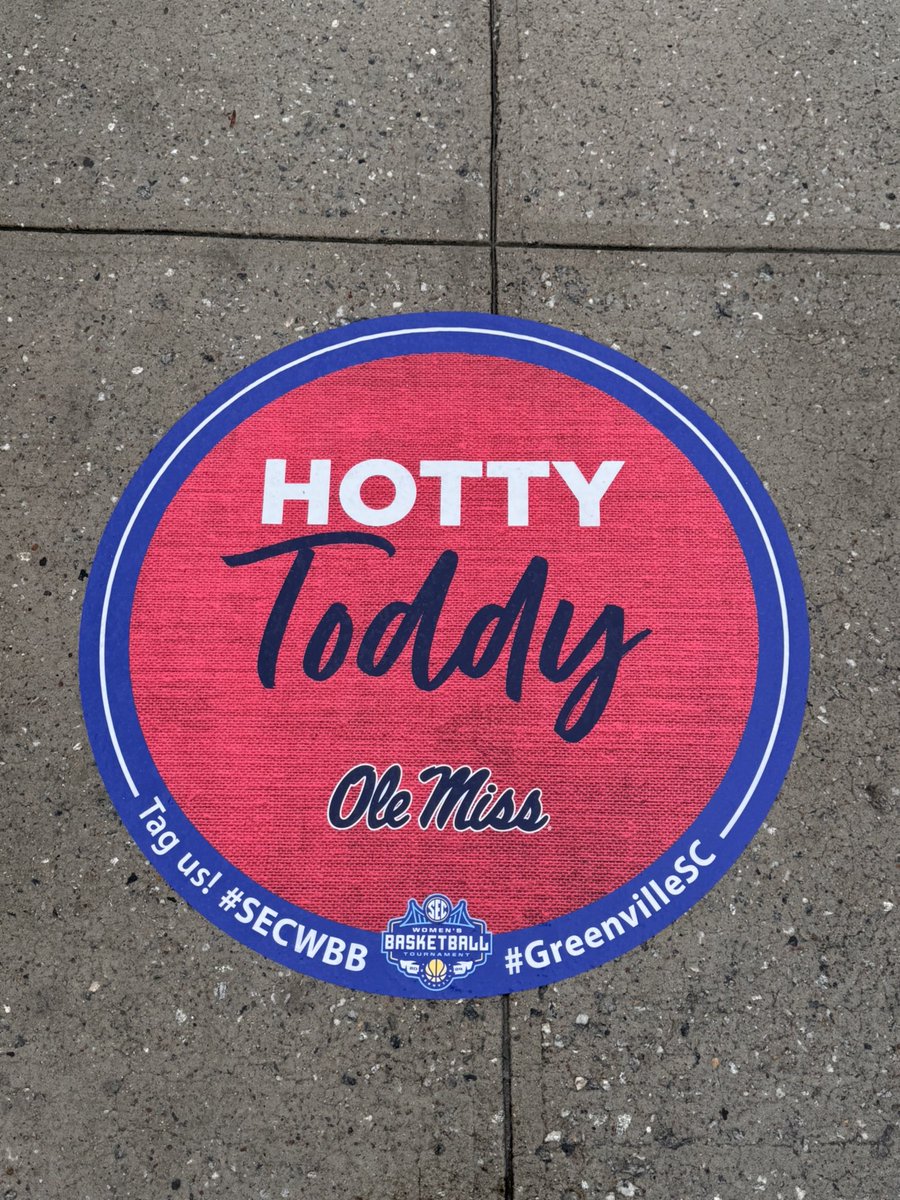 HOTTY
Toddy
Ole Miss
Tag us! #SECWBB
SEC
WOMEN'S
BASKETBALL
TOURNAMENT
#GreenvilleSC